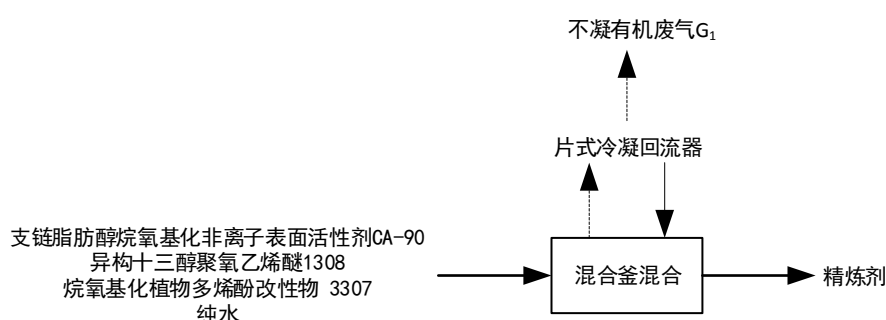 不凝有机废气G₁
片式冷凝回流器
支链脂肪醇烷氧基化非离子表面活性剂CA-90
异构十三醇聚氧乙烯醚1308
烷氧基化植物多烯酚改性物 3307
纯水
混合釜混合
精炼剂